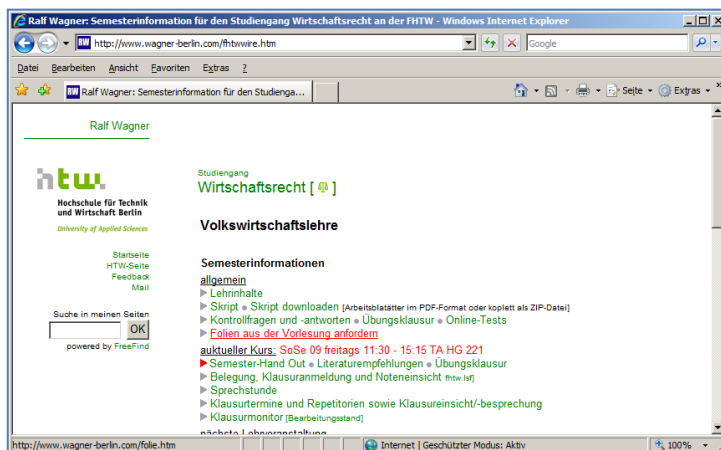 Ralf Wagner: Semesterinformation für den Studiengang Wirtschaftsrecht an der FHTW - Windows Internet Explorer
http://www.wagner-berlin.com/fhtwwire.htm
Google
Datei Bearbeiten Ansicht Favoriten Extras ?
Ralf Wagner: Semesterinformation für den Studienga...
Seite
Extras
Ralf Wagner
htw.
Hochschule für Technik
und Wirtschaft Berlin
University of Applied Sciences
Startseite
HTW-Seite
Feedback
Mail
Suche in meinen Seiten
OK
powered by FreeFind
Studiengang
Wirtschaftsrecht [ ]
Volkswirtschaftslehre
Semesterinformationen
allgemein
Lehrinhalte
Skript Skript downloaden [Arbeitsblätter im PDF-Format oder koplett als ZIP-Datei]
Kontrollfragen und -antworten Übungsklausur Online-Tests
Folien aus der Vorlesung anfordern
auktueller Kurs: SoSe 09 freitags 11:30 - 15:15 TA HG 221
Semester-Hand Out Literaturempfehlungen Übungsklausur
Belegung, Klausuranmeldung und Noteneinsicht fhtw.lsf]
Sprechstunde
Klausurtermine und Repetitorien sowie Klausureinsicht/-besprechung
Klausurmonitor [Bearbeitungsstand]
nächste Lehrveranstaltung
http://www.wagner-berlin.com/folie.htm
Internet | Geschützter Modus: Aktiv
100%